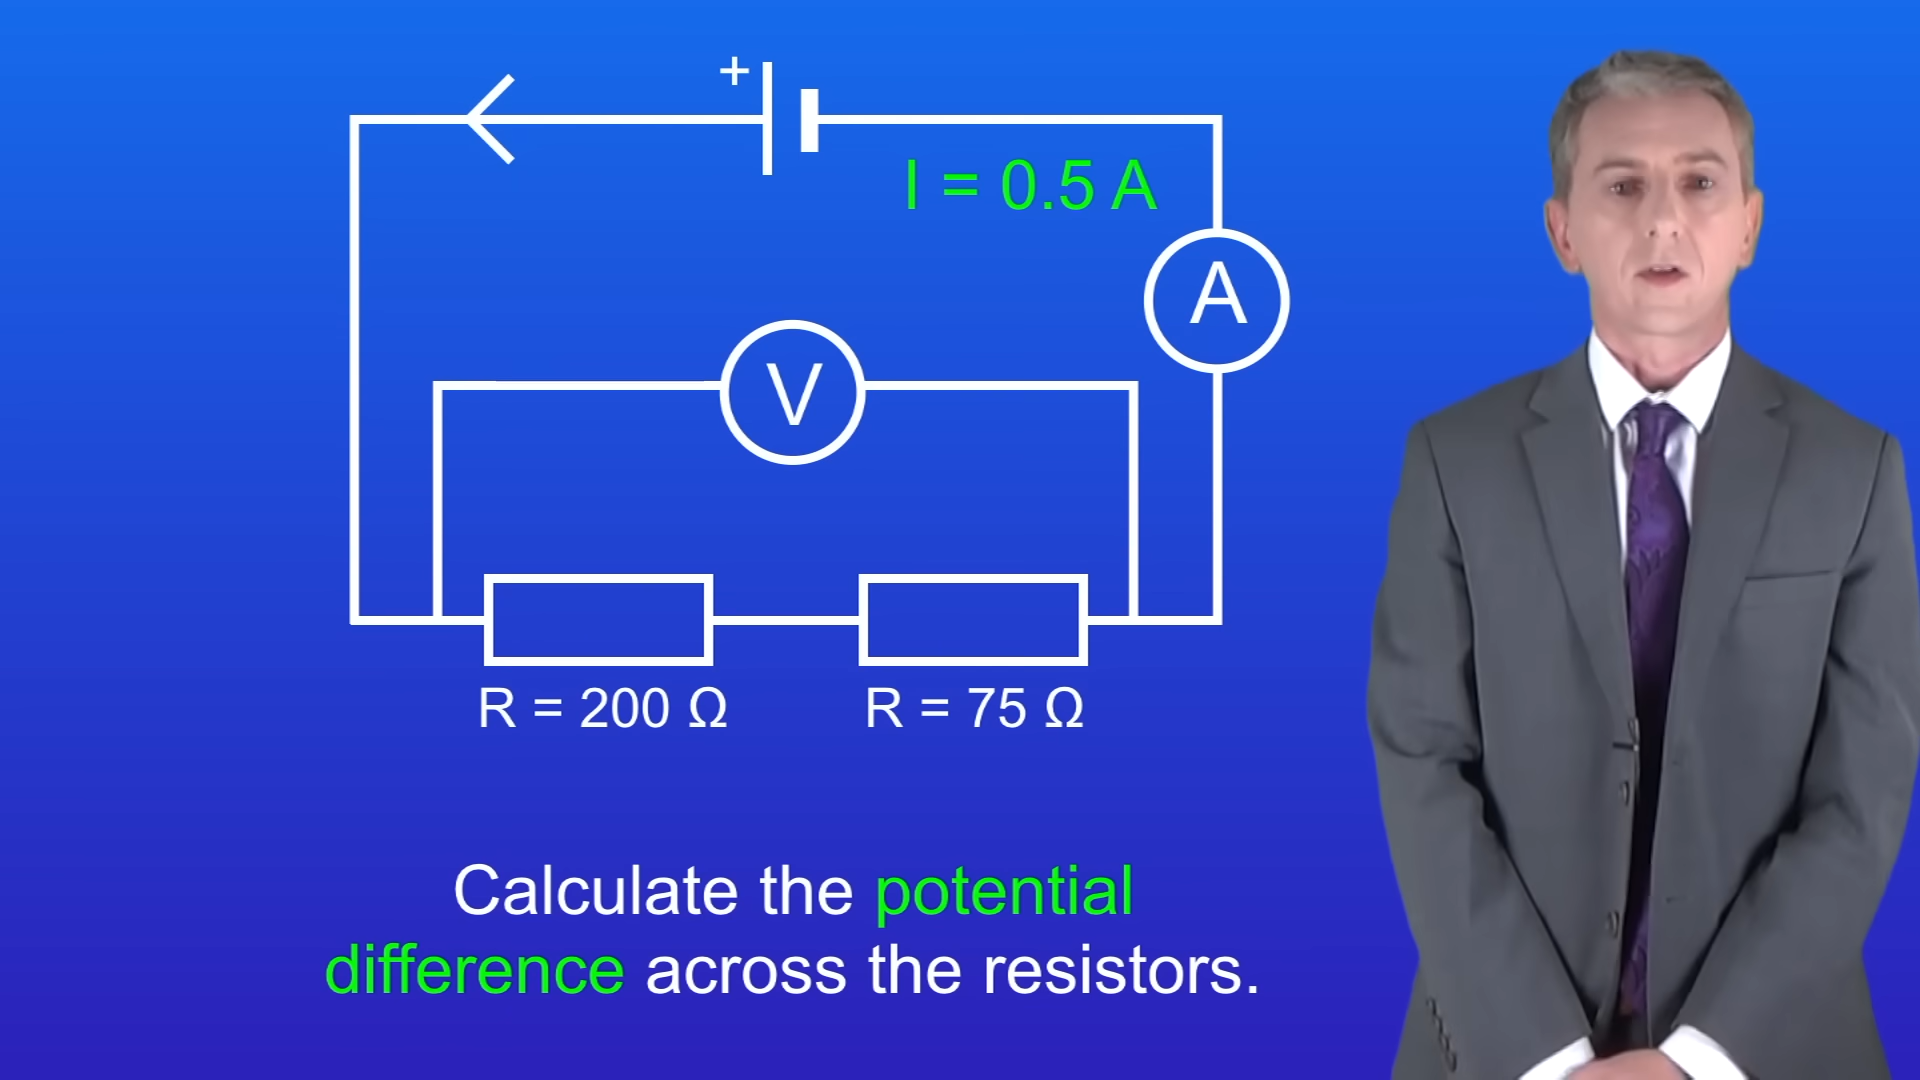 +
I = 0.5 A
A
V
R = 200 Ω
R = 75 Ω
Calculate the potential
difference across the resistors.